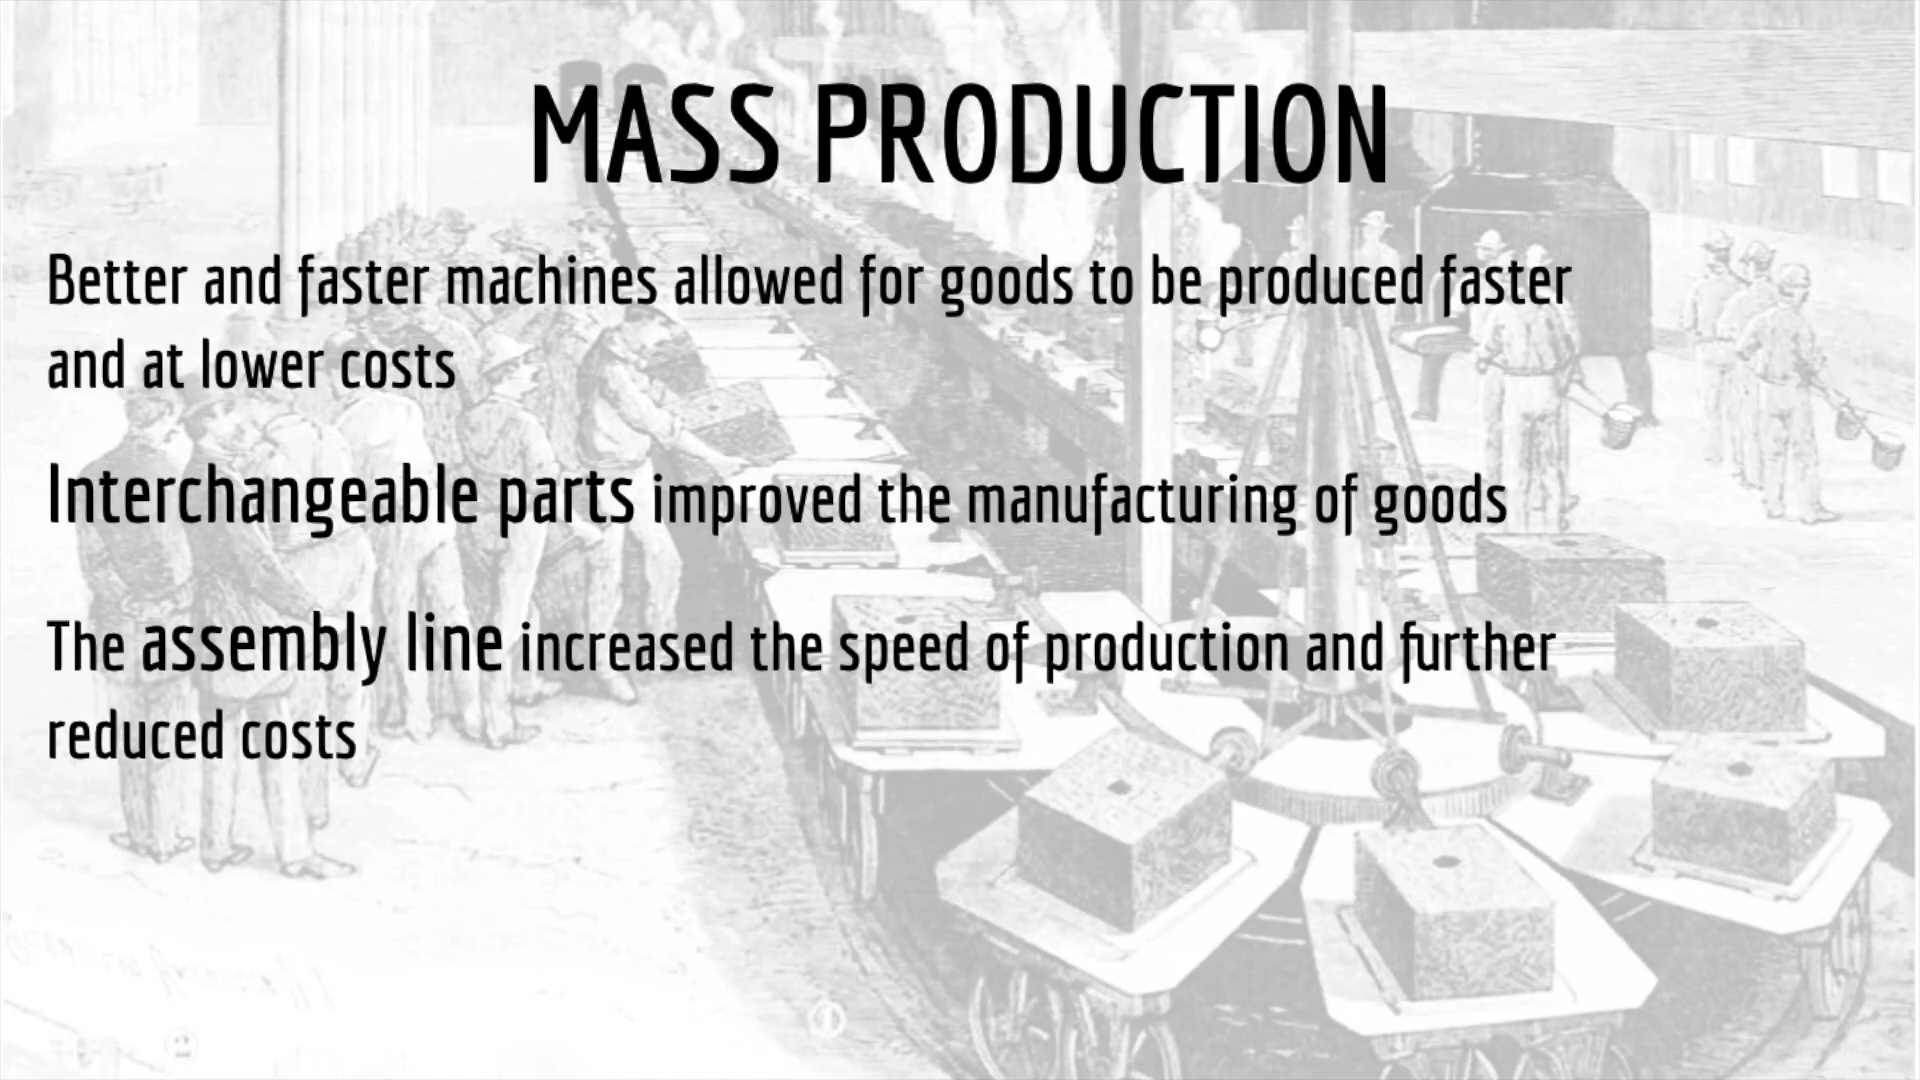 MASS PRODUCTION
Better and faster machines allowed for goods to be produced faster
and at lower costs
Interchangeable parts improved the manufacturing of goods
The assembly line increased the speed of production and further
reduced costs